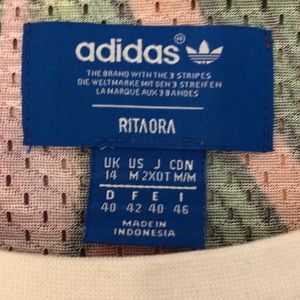 adidas®
THE BRAND WITH THE 3 STRIPES
DIE WELTMARKE MIT DEN 3 STREIFEN
LA MARQUE AUX 3 BANDES
RITAORA
UK US J CDN
14 M 2XOT M/M
D F E I
40 42 40 46
MADE IN
INDONESIA